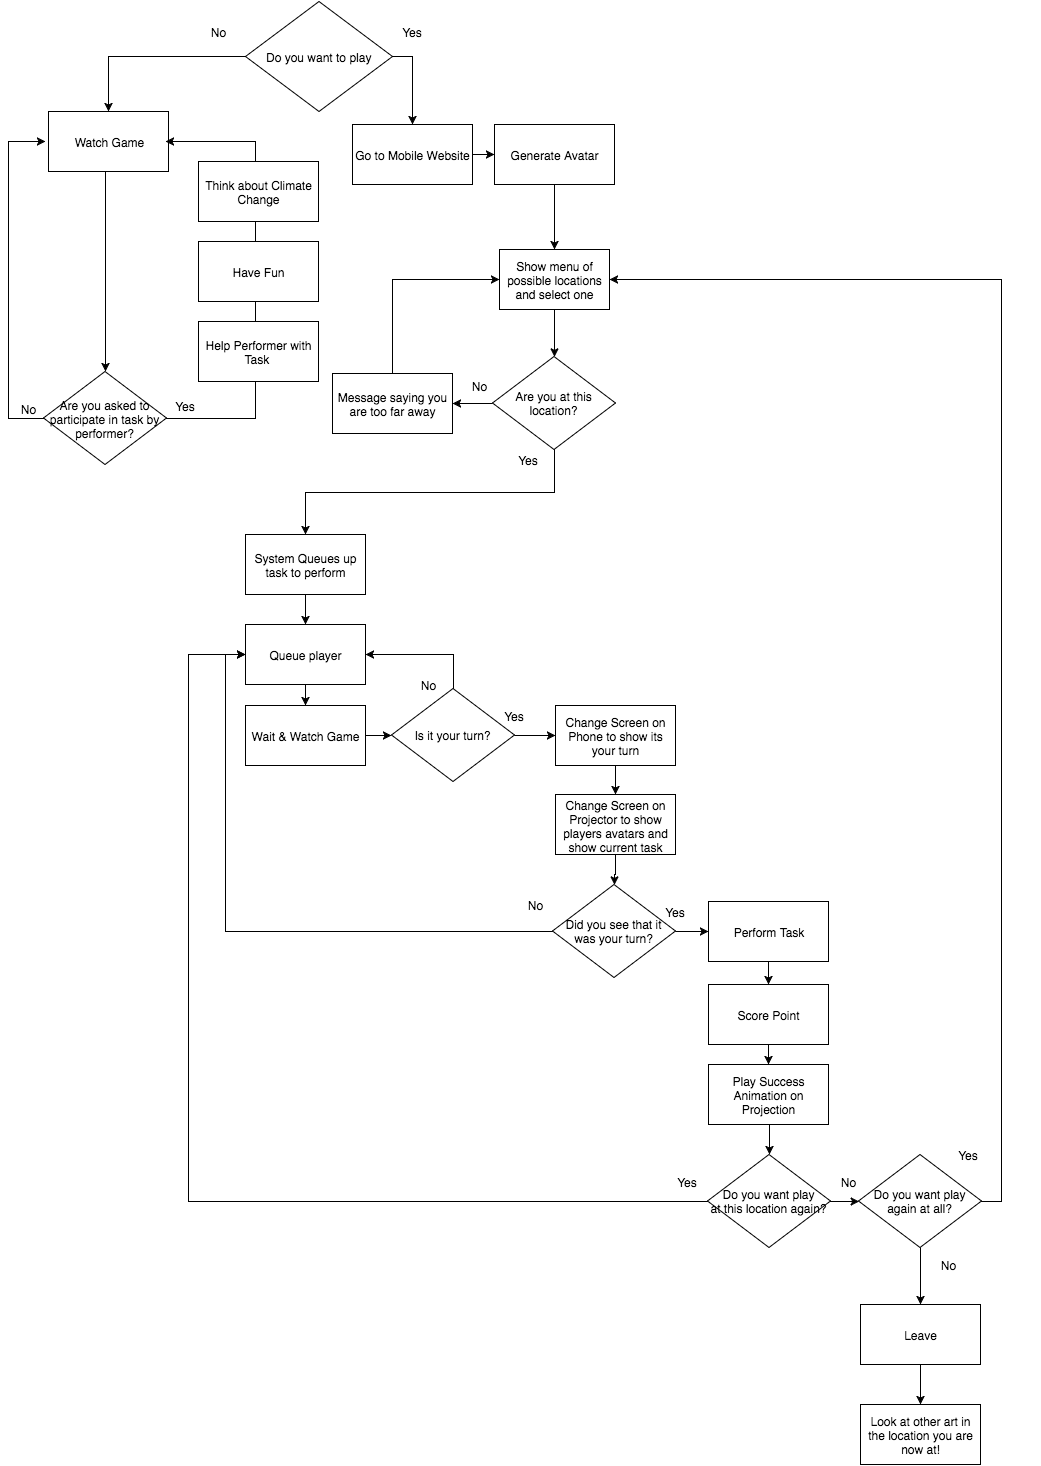 No
Yes
Do you want to play
Watch Game
Go to Mobile Website
Generate Avatar
Think about Climate
Change
Have Fun
Help Performer with
Task
No
Are you asked to
participate in task by
performer?
Yes
Show menu of
possible locations
and select one
Message saying you
are too far away
No
Are you at this
location?
Yes
System Queues up
task to perform
Queue player
No
Wait & Watch Game
Is it your turn?
Yes
Change Screen on
Phone to show its
your turn
Change Screen on
Projector to show
players avatars and
show current task
No
Did you see that it
was your turn?
Yes
Perform Task
Score Point
Play Success
Animation on
Projection
Yes
Do you want play
at this location again?
No
Do you want play
again at all?
Yes
No
Leave
Look at other art in
the location you are
now at!